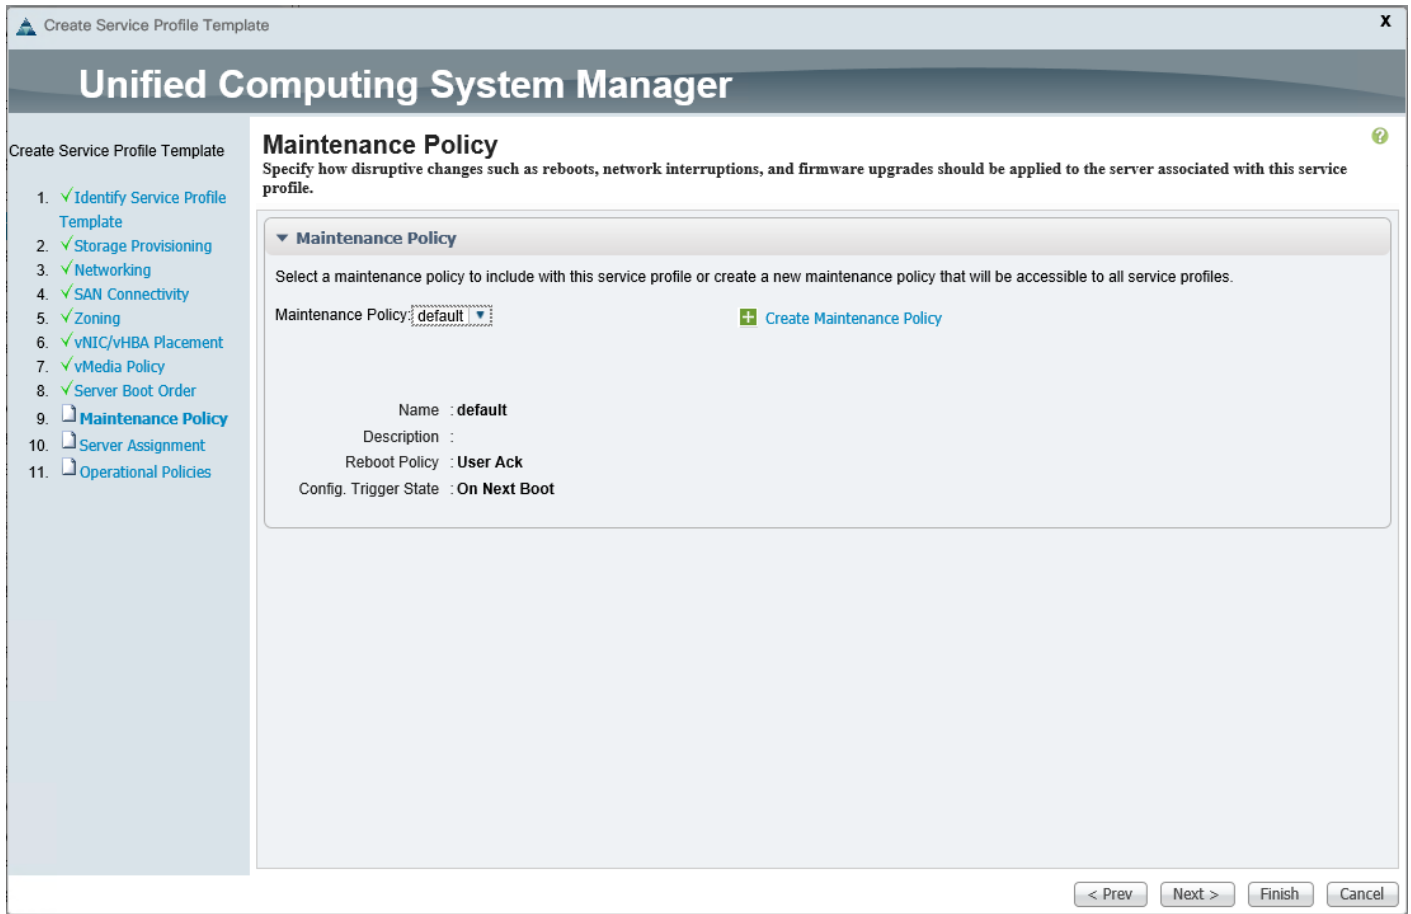 Create Service Profile Template
X
Unified Computing System Manager
Create Service Profile Template
1. Identify Service Profile
Template
2. Storage Provisioning
3. Networking
4. SAN Connectivity
5. Zoning
6. vNIC/vHBA Placement
7. vMedia Policy
8. Server Boot Order
9. Maintenance Policy
10. Server Assignment
11. Operational Policies
Maintenance Policy
?
Specify how disruptive changes such as reboots, network interruptions, and firmware upgrades should be applied to the server associated with this service
profile.
Maintenance Policy
Select a maintenance policy to include with this service profile or create a new maintenance policy that will be accessible to all service profiles.
Maintenance Policy: default
Create Maintenance Policy
Name : default
Description :
Reboot Policy : User Ack
Config. Trigger State : On Next Boot
< Prev
Next >
Finish
Cancel